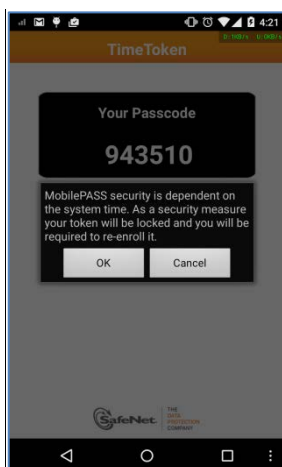 4:21
D: 1KB/s U: 0KB/s
TimeToken
Your Passcode
943510
MobilePASS security is dependent on
the system time. As a security measure
your token will be locked and you will be
required to re-enroll it.
OK
Cancel
SafeNet.
THE
DATA
PROTECTION
COMPANY